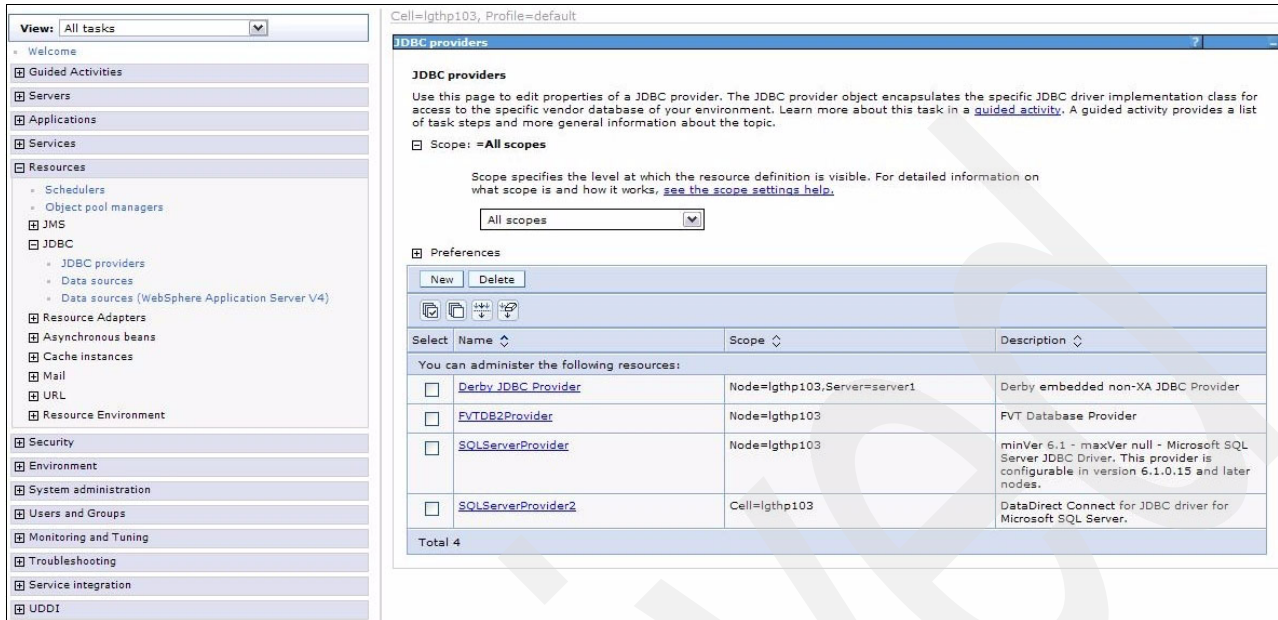 View: All tasks
Welcome
Guided Activities
Servers
Applications
Services
Resources
Schedulers
Object pool managers
JMS
JDBC
JDBC providers
Data sources
Data sources (WebSphere Application Server V4)
Resource Adapters
Asynchronous beans
Cache instances
Mail
URL
Resource Environment
Security
Environment
System administration
Users and Groups
Monitoring and Tuning
Troubleshooting
Service integration
UDDI
Cell=lgthp103, Profile=default
JDBC providers ?
JDBC providers
Use this page to edit properties of a JDBC provider. The JDBC provider object encapsulates the specific JDBC driver implementation class for
access to the specific vendor database of your environment. Learn more about this task in a guided activity. A guided activity provides a list
of task steps and more general information about the topic.
Scope: =All scopes
Scope specifies the level at which the resource definition is visible. For detailed information on
what scope is and how it works, see the scope settings help.
All scopes
Preferences
New Delete
Select Name Scope Description
You can administer the following resources:
Derby JDBC Provider Node=lgthp103,Server=server1 Derby embedded non-XA JDBC Provider
FVTDB2Provider Node=lgthp103 FVT Database Provider
SQLServerProvider Node=lgthp103 minVer 6.1 - maxVer null - Microsoft SQL
Server JDBC Driver. This provider is
configurable in version 6.1.0.15 and later
nodes.
SQLServerProvider2 Cell=lgthp103 DataDirect Connect for JDBC driver for
Microsoft SQL Server.
Total 4